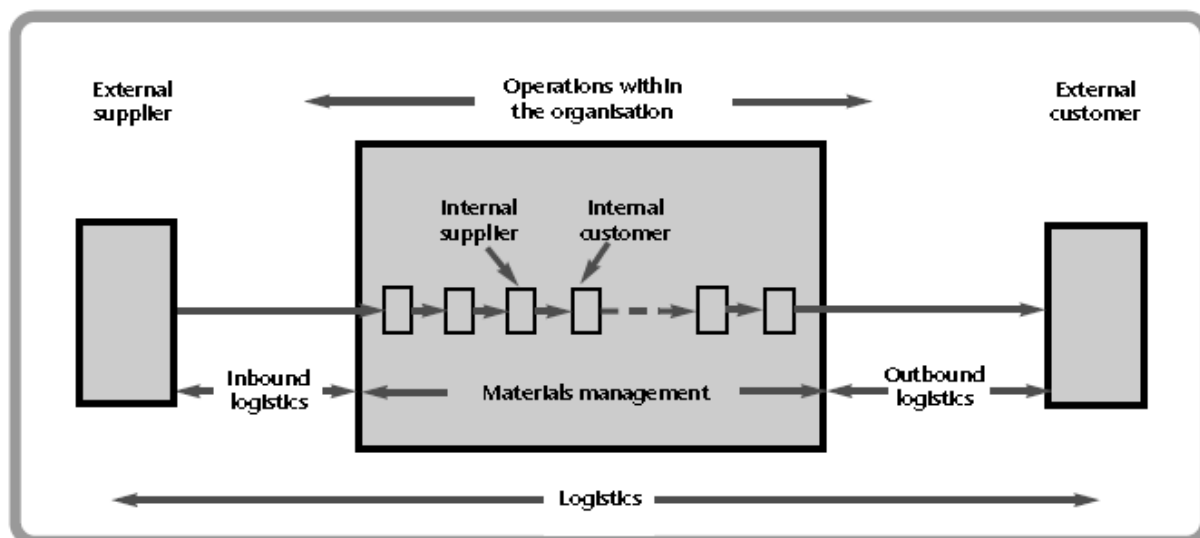 External
supplier
Operations within
the organisation
External
customer
Internal
supplier
Internal
customer
Inbound
logistics
Materials management
Outbound
logistics
Logistics